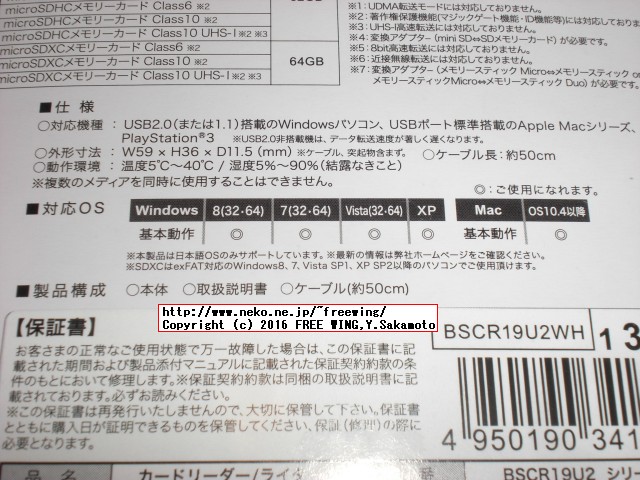 microSDHCメモリーカード Class6 ※2
microSDHCメモリーカード Class10 ※2
microSDHCメモリーカード Class10 UHS-I ※2 ※3
microSDXCメモリーカード Class6 ※2
microSDXCメモリーカード Class10 ※2
microSDXCメモリーカード Class10 UHS-I ※2 ※3
64GB
※1:UDMA転送モードには対応しておりません。
※2:著作権保護機能(マジックゲート機能・ID機能等)には対応しておりま
※3:UHS-I高速転送には対応しておりません。
※4:変換アダプター(mini SD⇔SDメモリーカード)が必要です。
※5:8bit高速転送には対応しておりません。
※6:近接無線転送には対応しておりません。
※7:変換アダプター(メモリースティック Micro⇔メモリースティック or
メモリースティックMicro⇔メモリースティック Duo)が必要です。
■仕 様
○対応機種:USB2.0(または1.1)搭載のWindowsパソコン、USBポート標準搭載のApple Macシリーズ、
PlayStation®3 ※USB2.0非搭載機は、データ転送速度が著しく遅くなります。
○外形寸法:W59 × H36 × D11.5 (mm) ※ケーブル、突起物含まず。 ○ケーブル長:約50cm
○動作環境:温度5℃〜40℃ / 湿度5%〜90%(結露なきこと)
※複数のメディアを同時に使用することはできません。
◎:ご使用になれます。
■対応OS Windows 8(32・64) 7(32・64) Vista(32・64) XP Mac OS10.4以降
基本動作 ◎ ◎ ◎ ◎ 基本動作 ◎
※本製品は日本語OSのみサポートしています。※最新の情報は弊社ホームページをご確認ください。
※SDXCはexFAT対応のWindows8、7、Vista SP1、XP SP2以降のパソコンでご使用頂けます。
■製品構成 ○本体 ○取扱説明書 ○ケーブル(約50cm)
http://www.neko.ne.jp/~freewing/
Copyright (c) 2016 FREE WING,Y.Sakamoto
【保証書】
お客さまの正常なご使用状態で万一故障した場合は、この保証書に記
載された期間および製品添付マニュアルに記載された保証契約約款の条
件のもとにおいて修理します。※保証契約約款は同梱の取扱説明書に記
載されております。必ずお読みください。
※この保証書は再発行いたしませんので、大切に保管して下さい。保証書
とともに購入日が証明できるものを保管してください、保証(修理)の際に
必要となります。
BSCR19U2WH
13
4 950190 341
品 名 カードリーダー/ライタ
BSCR19U2 シリ